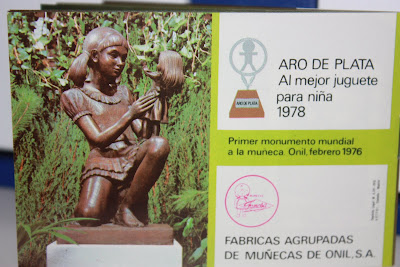 ARO DE PLATA
Al mejor juguete
para niña
1978
ARO DE PLATA
Primer monumento mundial
a la muñeca. Onil, febrero 1976
FABRICAS AGRUPADAS
DE MUÑECAS DE ONIL, S.A.